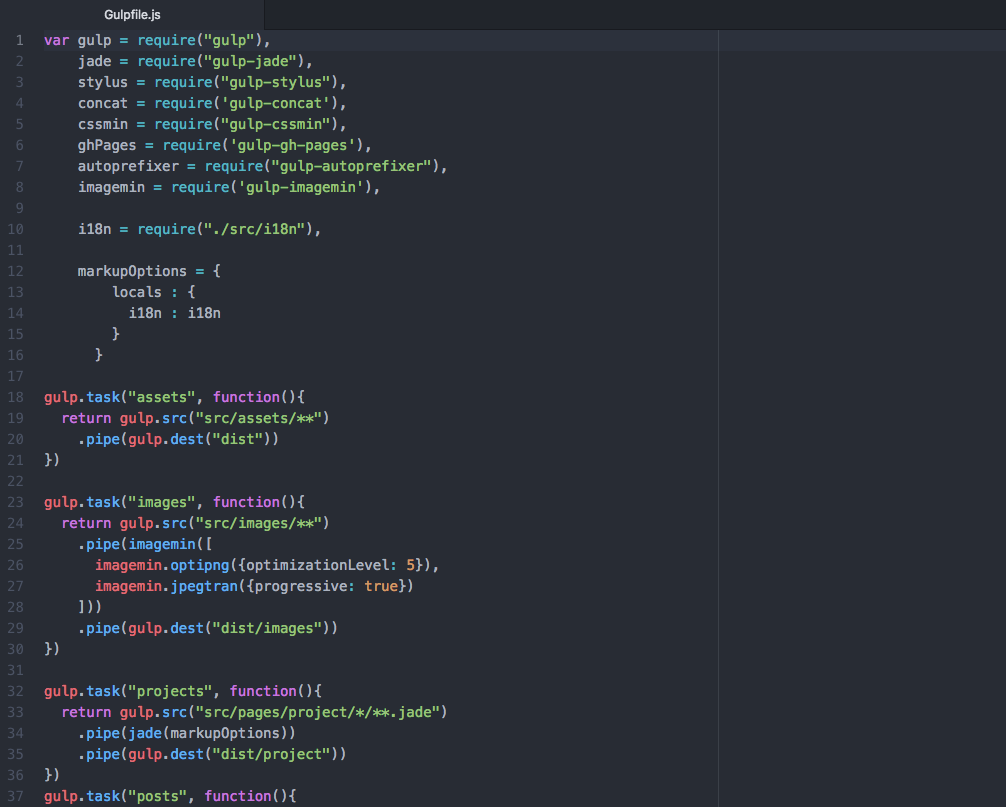 Gulpfile.js
1 var gulp = require("gulp"),
2     jade = require("gulp-jade"),
3     stylus = require("gulp-stylus"),
4     concat = require('gulp-concat'),
5     cssmin = require("gulp-cssmin"),
6     ghPages = require('gulp-gh-pages'),
7     autoprefixer = require("gulp-autoprefixer"),
8     imagemin = require('gulp-imagemin'),
9
10     i18n = require("./src/i18n"),
11
12     markupOptions = {
13         locals : {
14           i18n : i18n
15         }
16       }
17
18 gulp.task("assets", function(){
19   return gulp.src("src/assets/**")
20     .pipe(gulp.dest("dist"))
21 })
22
23 gulp.task("images", function(){
24   return gulp.src("src/images/**")
25     .pipe(imagemin([
26       imagemin.optipng({optimizationLevel: 5}),
27       imagemin.jpegtran({progressive: true})
28     ]))
29     .pipe(gulp.dest("dist/images"))
30 })
31
32 gulp.task("projects", function(){
33   return gulp.src("src/pages/project/*/**.jade")
34     .pipe(jade(markupOptions))
35     .pipe(gulp.dest("dist/project"))
36 })
37 gulp.task("posts", function(){